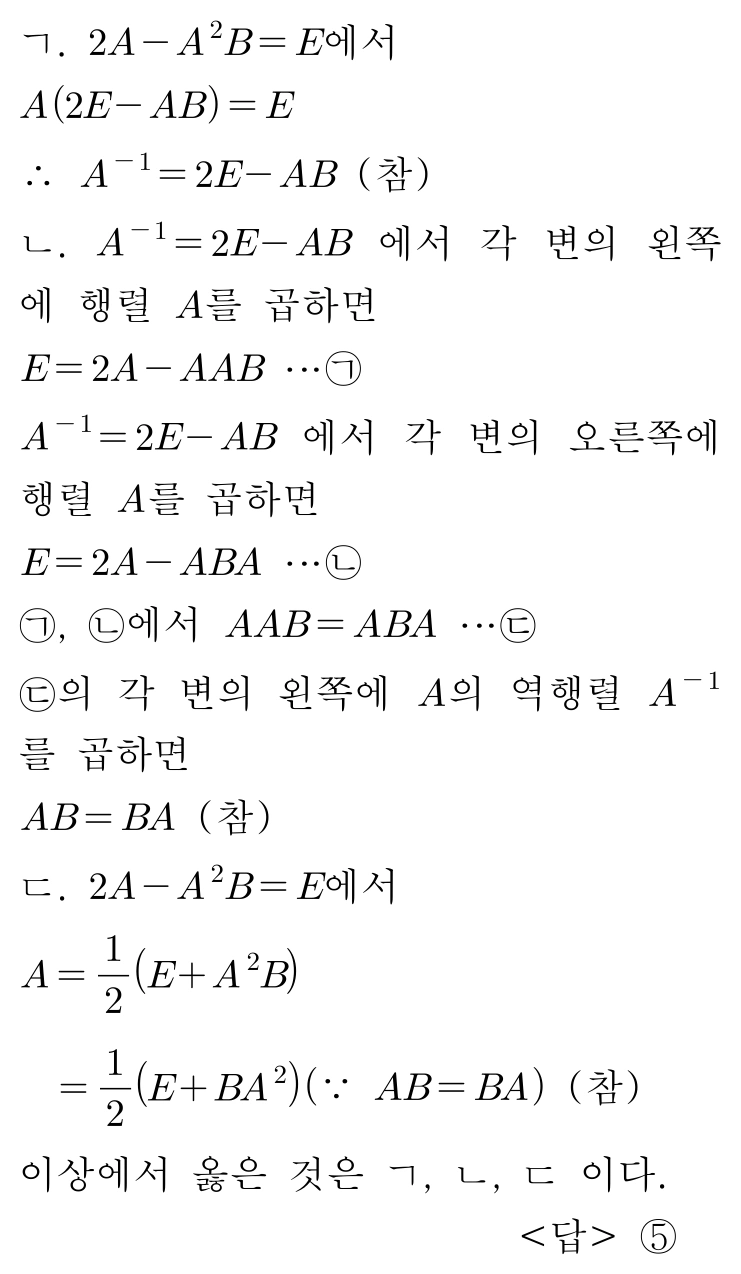 ㄱ. 2A−A²B=E에서
A(2E−AB)=E
∴ A⁻¹=2E−AB (참)
ㄴ. A⁻¹=2E−AB 에서 각 변의 왼쪽
에 행렬 A를 곱하면
E=2A−AAB ⋯㉠
A⁻¹=2E−AB 에서 각 변의 오른쪽에
행렬 A를 곱하면
E=2A−ABA ⋯㉡
㉠, ㉡에서 AAB=ABA ⋯㉢
㉢의 각 변의 왼쪽에 A의 역행렬 A⁻¹
를 곱하면
AB=BA (참)
ㄷ. 2A−A²B=E에서
A=\frac{1}{2}(E+A²B)
=\frac{1}{2}(E+BA²)(∵ AB=BA) (참)
이상에서 옳은 것은 ㄱ, ㄴ, ㄷ 이다.
<답> ⑤